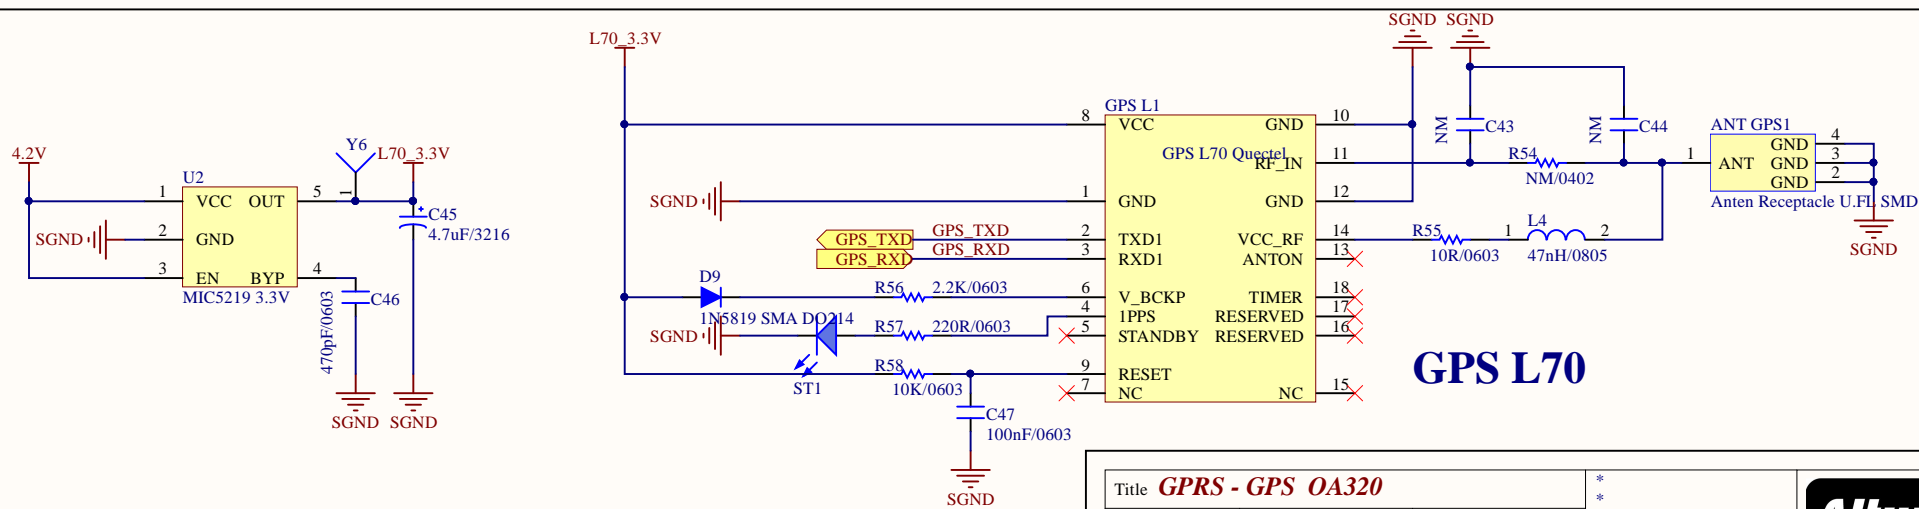 SGND SGND
L70_3.3V
4.2V
Y6
1
L70_3.3V
U2
1 VCC OUT 5
SGND 2 GND
3 EN BYP 4
MIC5219 3.3V
C45
4.7uF/3216
C46
470pF/0603
SGND SGND
GPS L1
8 VCC GND 10
GPS L70 Quectel
RF_IN 11
SGND 1 GND GND 12
GPS_TXD GPS_TXD 2 TXD1 VCC_RF 14
GPS_RXD GPS_RXD 3 RXD1 ANTON 13
D9
1N5819 SMA DO214
R56 2.2K/0603 6 V_BCKP TIMER 18
4 1PPS RESERVED 17
SGND R57 220R/0603 5 STANDBY RESERVED 16
ST1
R58 10K/0603 9 RESET
7 NC NC 15
C47
100nF/0603
SGND
NM C43
NM C44
R54
NM/0402
R55
10R/0603
1 L4 2
47nH/0805
ANT GPS1
1 ANT GND 4
GND 3
GND 2
Anten Receptacle U.FL SMD
SGND
GPS L70
Title GPRS - GPS OA320
*
*